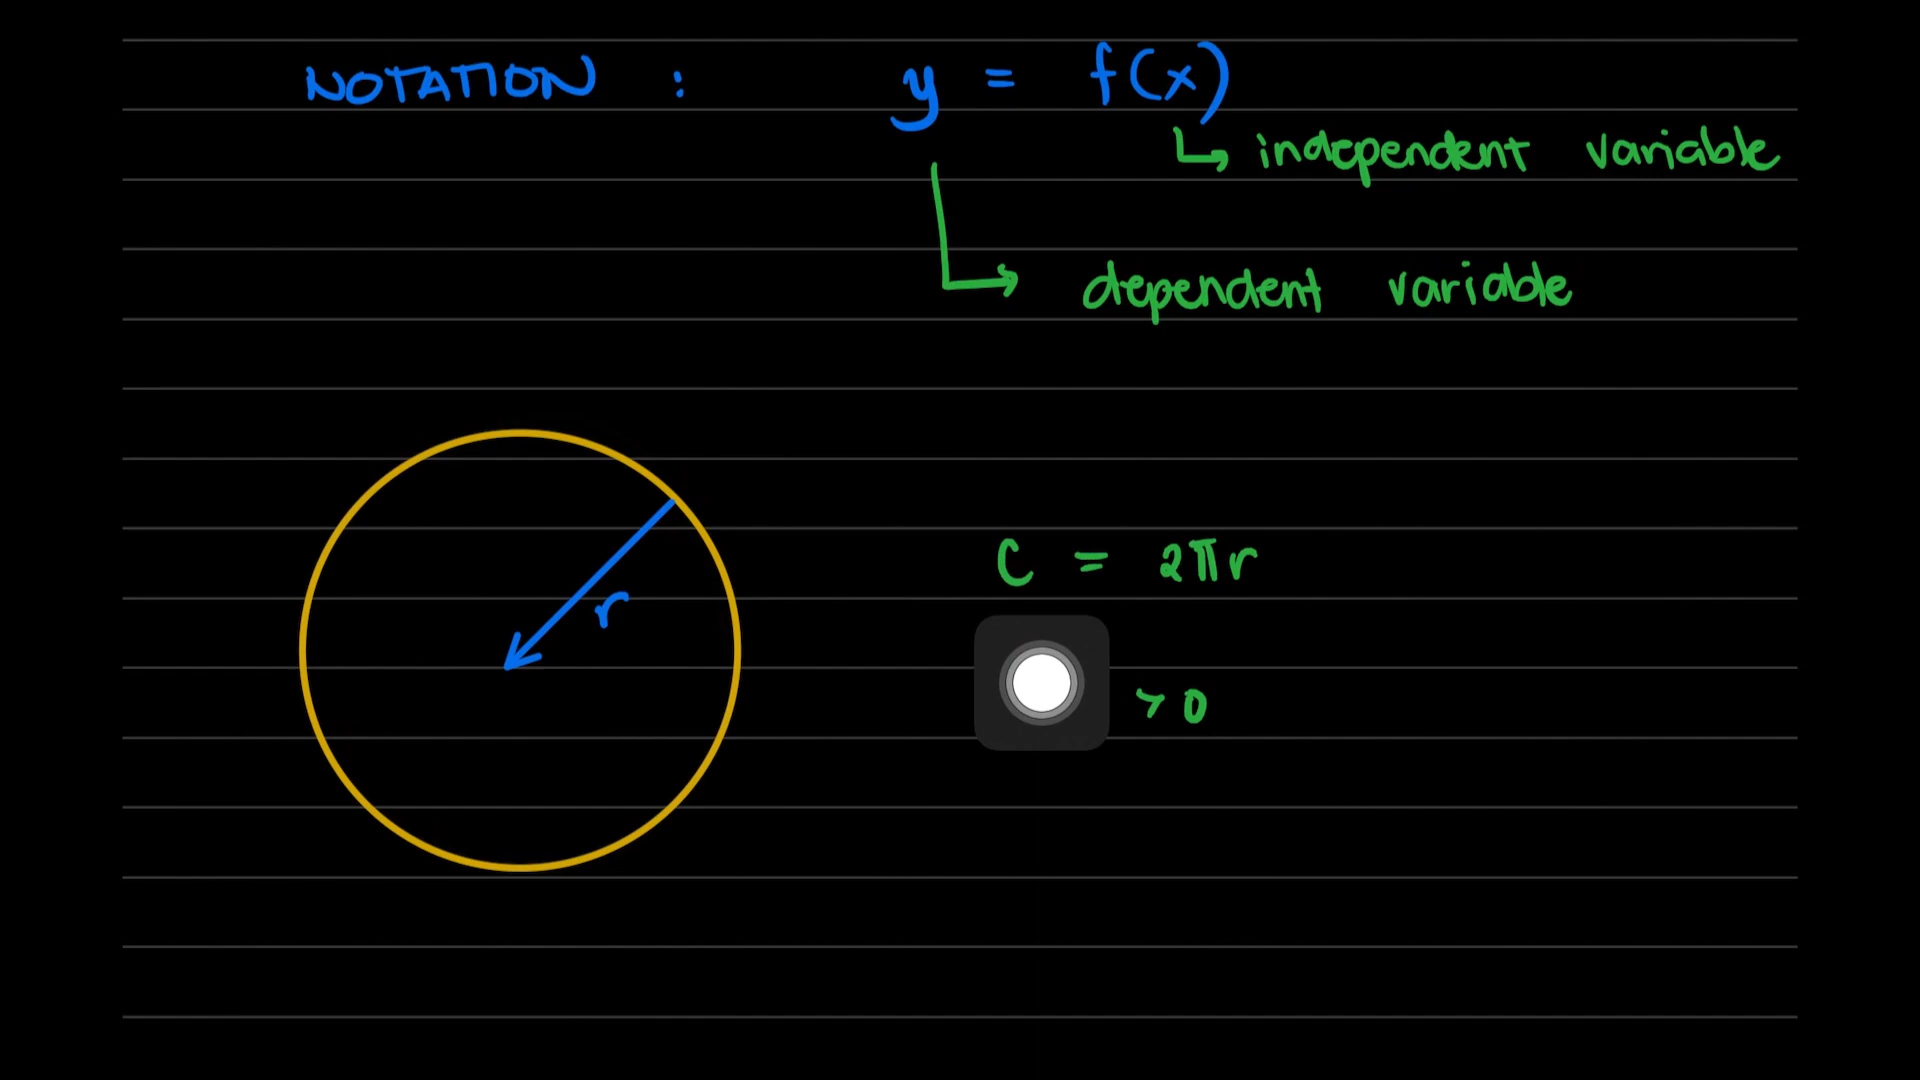 NOTATION : y = f(x)
independent variable
dependent variable
C = 2πr
r
> 0